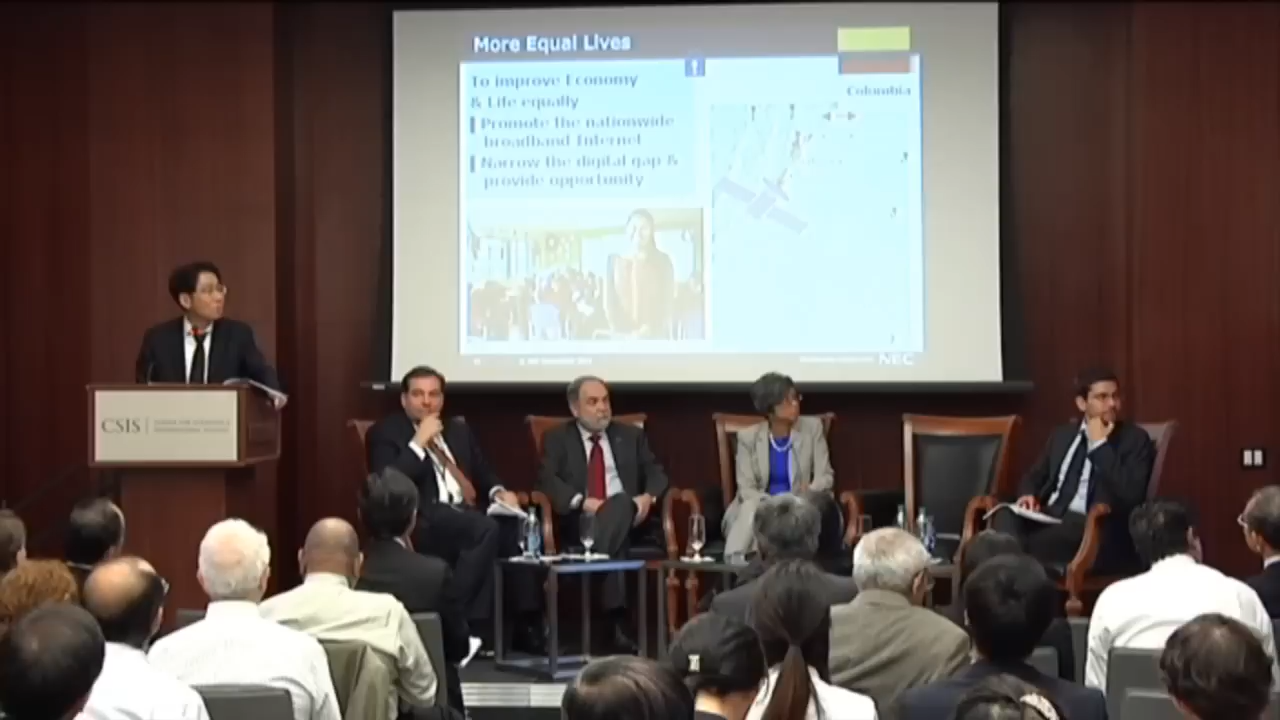 More Equal Lives
To improve Economy
& Life equally
Promote the nationwide
broadband Internet
Narrow the digital gap &
provide opportunity
Colombia
NEC
CSIS